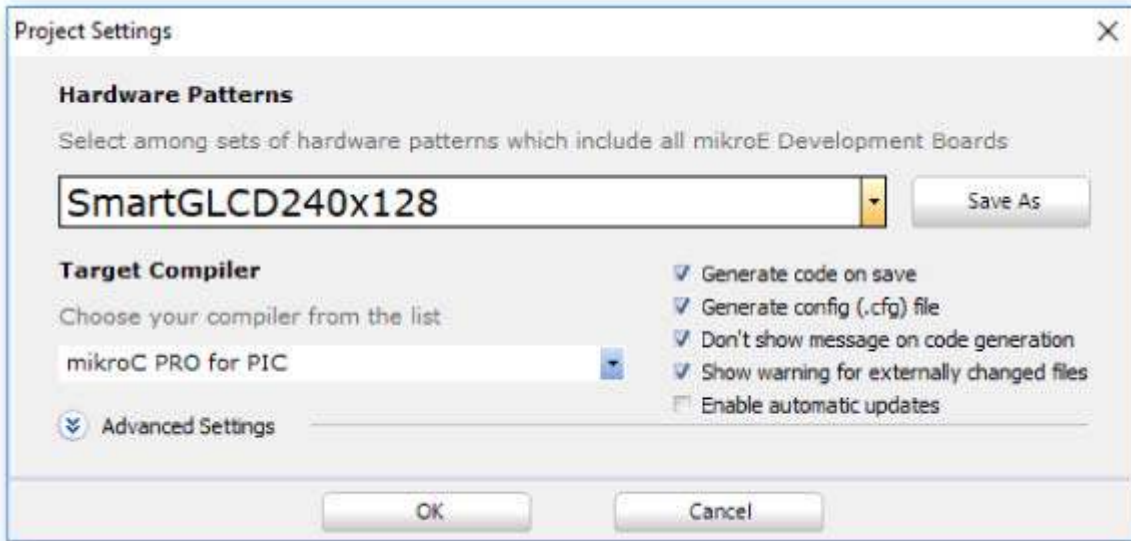 Project Settings
Hardware Patterns
Select among sets of hardware patterns which include all mikroE Development Boards
SmartGLCD240x128
Save As
Target Compiler
Choose your compiler from the list
mikroC PRO for PIC
Generate code on save
Generate config (.cfg) file
Don't show message on code generation
Show warning for externally changed files
Enable automatic updates
Advanced Settings
OK
Cancel